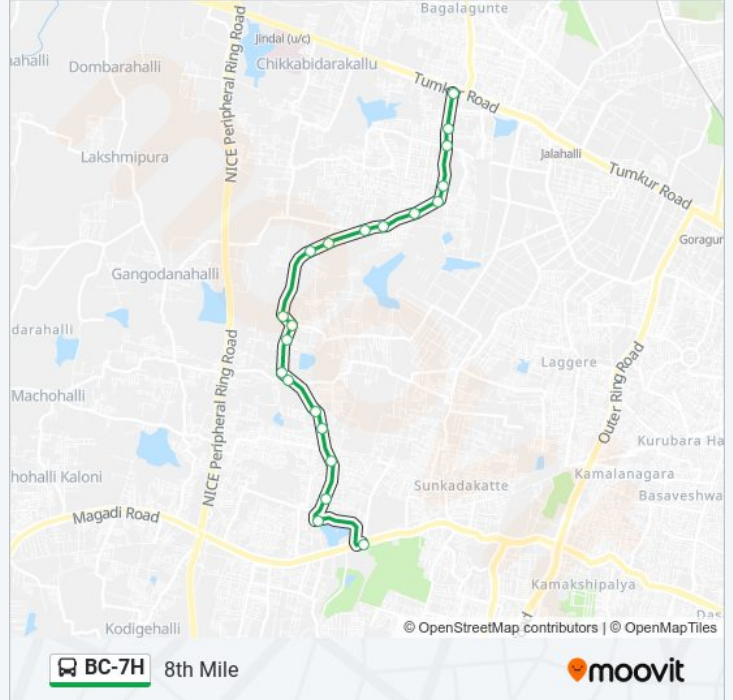 Bagalagunte
Jindal (u/c)
ahalli
Dombarahalli
Chikkabidarakallu
NICE Peripheral Ring Road
Tumkur Road
Lakshmipura
Jalahalli
Tumkur Road
Goragur
Gangodanahalli
darahalli
Laggere
Outer Ring Road
Machohalli
NICE Peripheral Ring Road
Kurubara Ha
hohalli Kaloni
Kamalanagara
Sunkadakatte
Basaveshwa
Magadi Road
Kamakshipalya
Das
d
Kodigehalli
© OpenStreetMap contributors | © OpenMapTiles
BC-7H 8th Mile
moovit